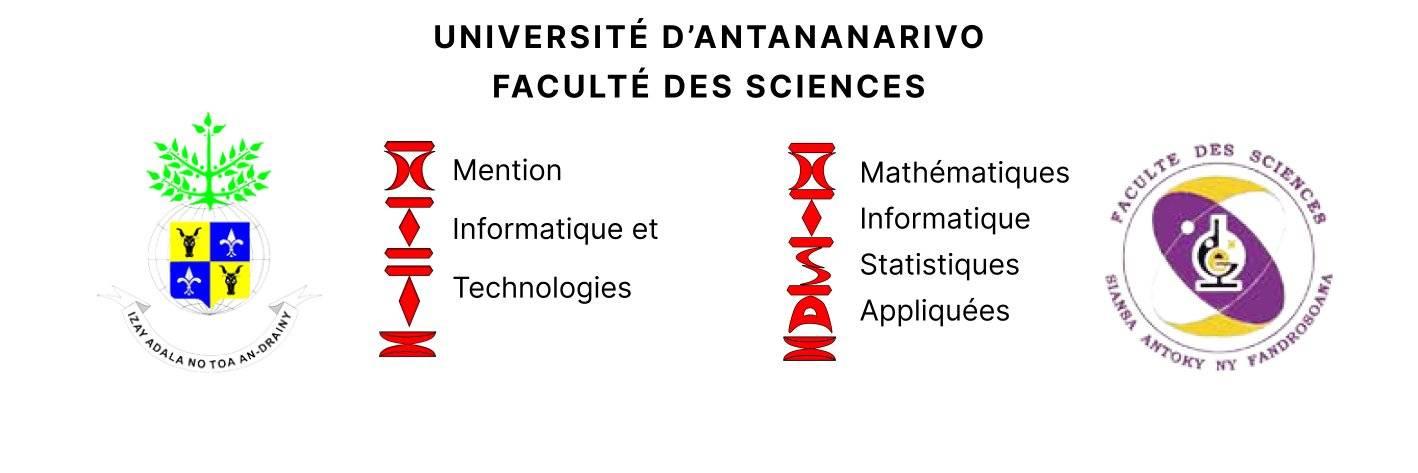 UNIVERSITÉ D’ANTANANARIVO
FACULTÉ DES SCIENCES
IZAY ADALA NO TOA AN-DRAINY
Mention
Informatique et
Technologies
Mathématiques
Informatique
Statistiques
Appliquées
FACULTE DES SCIENCES
SIANSA ANTOKY NY FANDROSOANA